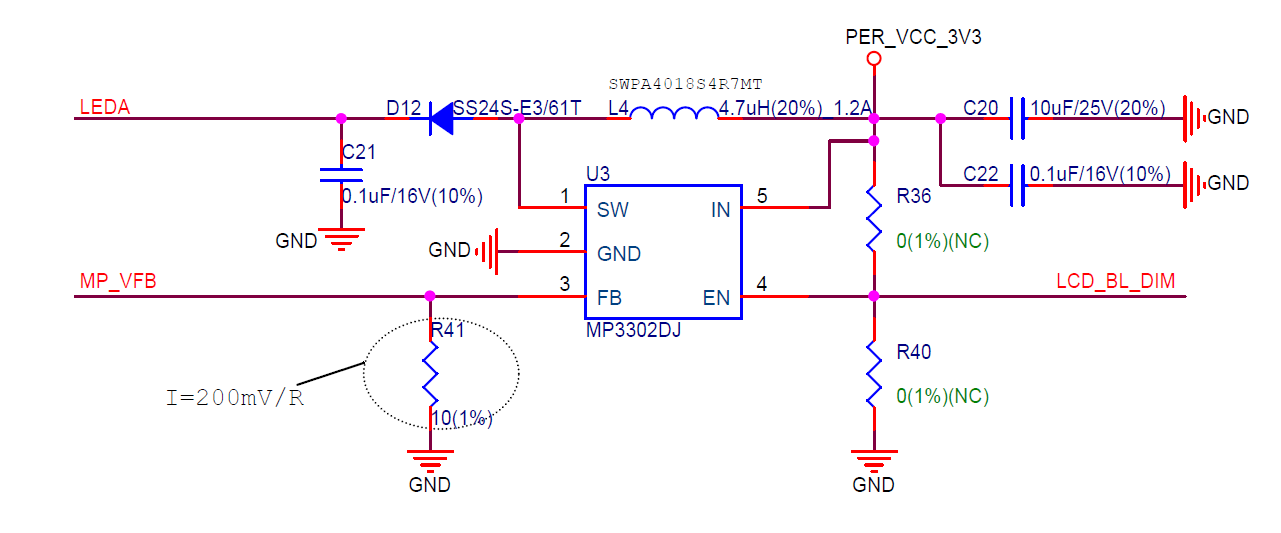 PER_VCC_3V3
SWPA4018S4R7MT
LEDA
D12
SS24S-E3/61T
L4
4.7uH(20%)_1.2A
C20
10uF/25V(20%)
GND
C21
0.1uF/16V(10%)
C22
0.1uF/16V(10%)
GND
U3
R36
0(1%)(NC)
1
SW
IN
5
GND
GND
2
GND
MP_VFB
3
FB
EN
4
LCD_BL_DIM
MP3302DJ
R41
10(1%)
I=200mV/R
R40
0(1%)(NC)
GND
GND